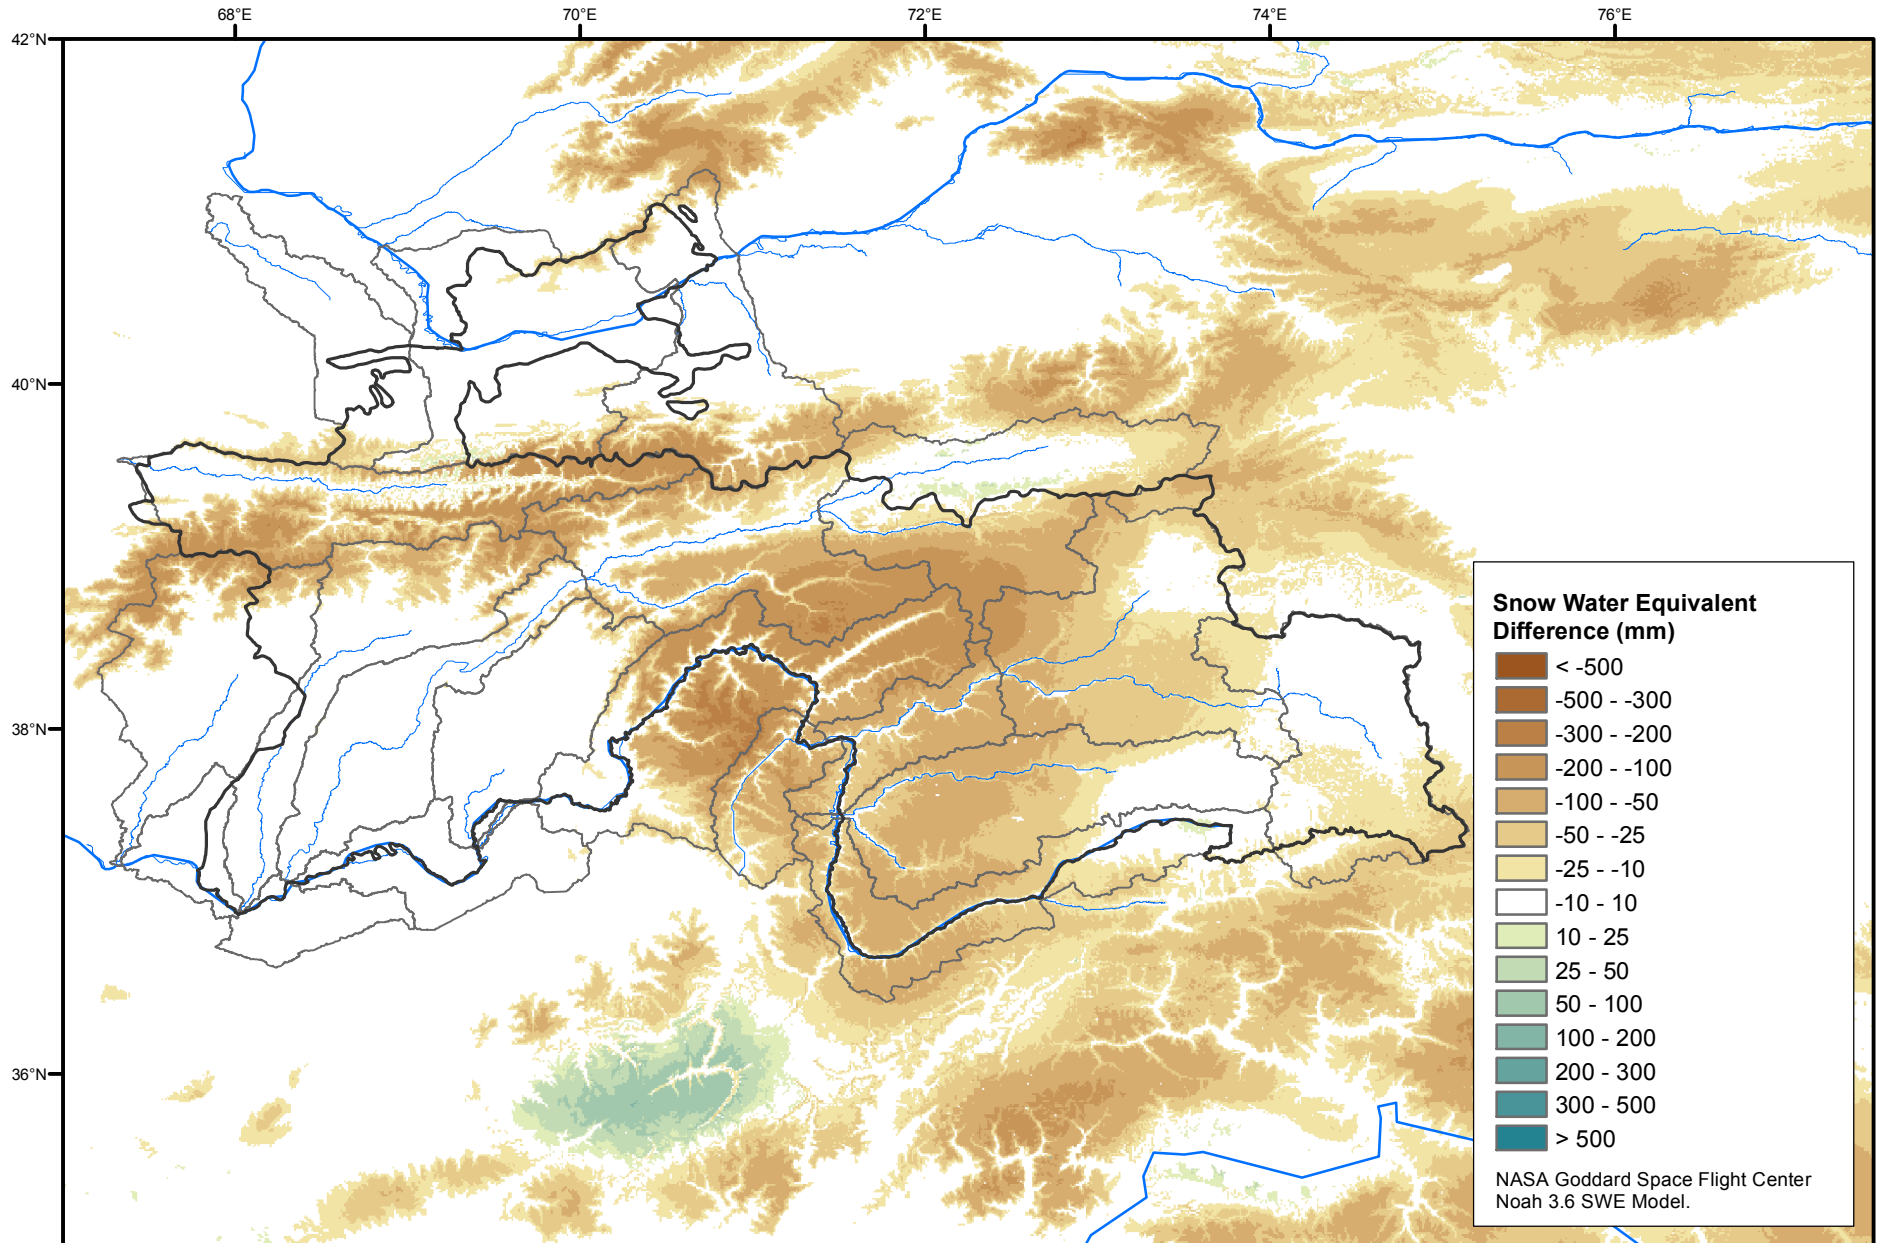 68°E
70°E
72°E
74°E
76°E
42°N
40°N
38°N
36°N
Snow Water Equivalent
Difference (mm)
< -500
-500 - -300
-300 - -200
-200 - -100
-100 - -50
-50 - -25
-25 - -10
-10 - 10
10 - 25
25 - 50
50 - 100
100 - 200
200 - 300
300 - 500
> 500
NASA Goddard Space Flight Center
Noah 3.6 SWE Model.